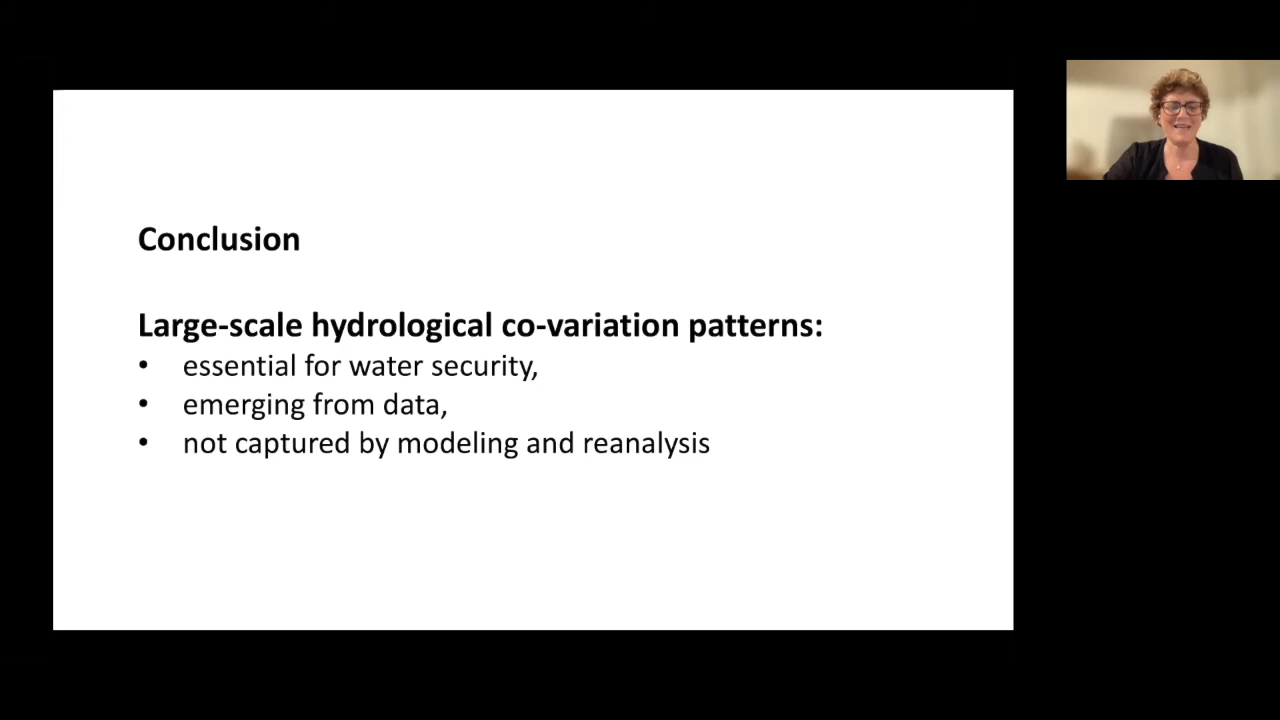 Conclusion
Large-scale hydrological co-variation patterns:
• essential for water security,
• emerging from data,
• not captured by modeling and reanalysis